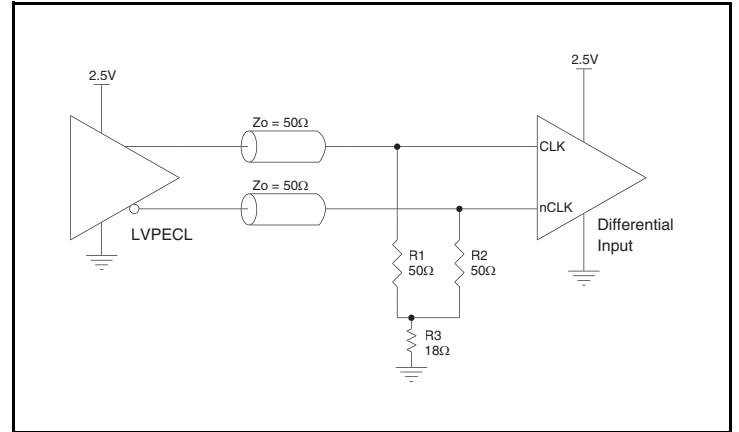 2.5V
2.5V
Zo = 50Ω
CLK
Zo = 50Ω
nCLK
LVPECL
Differential
Input
R1
50Ω
R2
50Ω
R3
18Ω